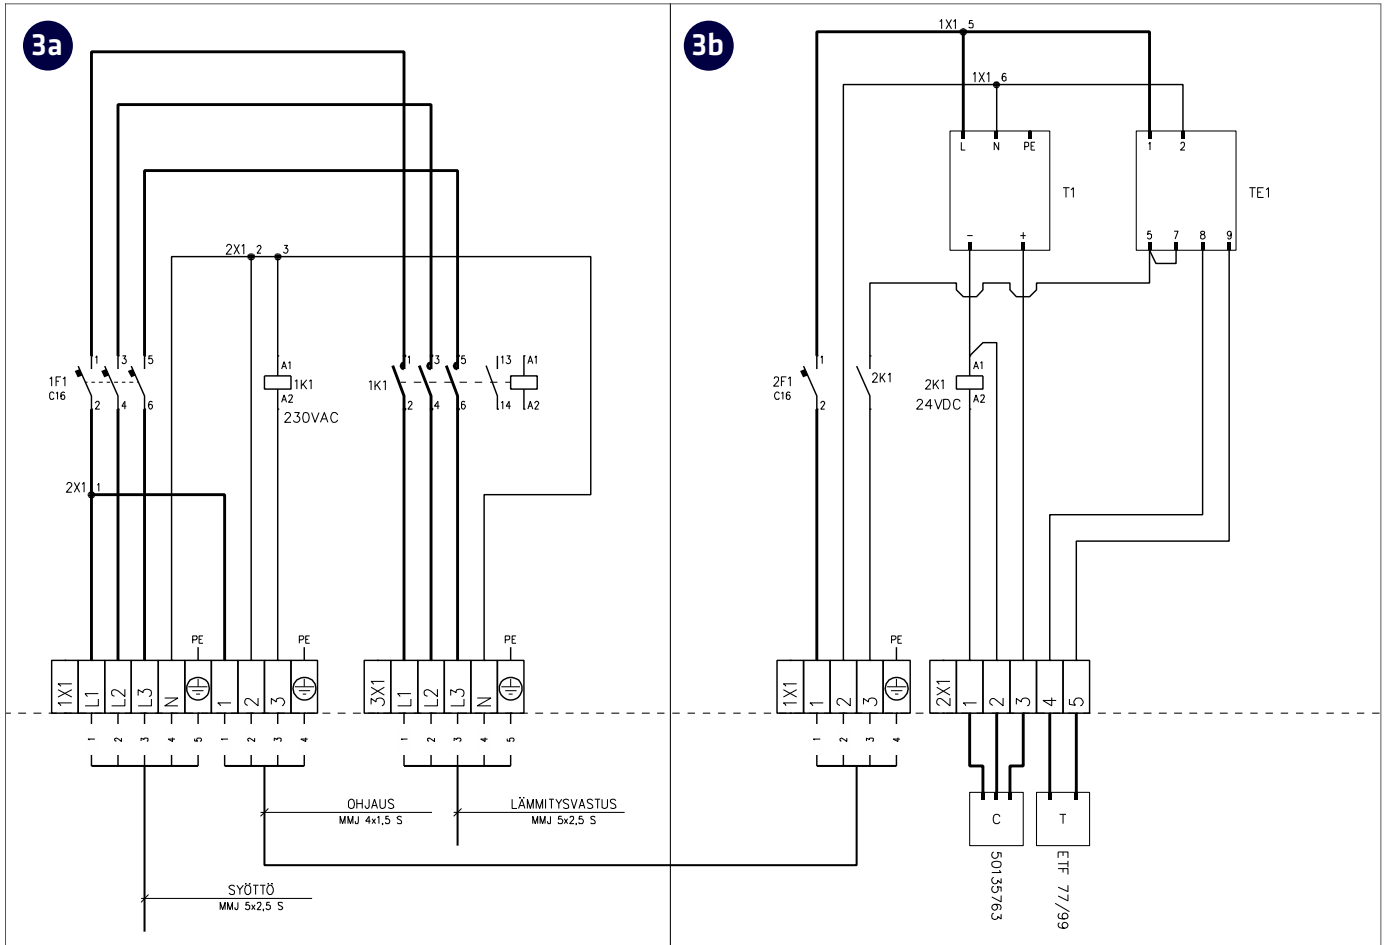 3a
2X1 2 3
1F1
C16
1 3 5
2 4 6
A1
1K1
A2
230VAC
1K1
1 3 5 13 A1
2 4 6 14 A2
2X1 1
PE PE PE
1X1 L1 L2 L3 N 1 2 3
3X1 L1 L2 L3 N
1 2 3 4 5 1 2 3 4
1 2 3 4 5
OHJAUS
MMJ 4x1,5 S
LÄMMITYSVASTUS
MMJ 5x2,5 S
SYÖTTÖ
MMJ 5x2,5 S
3b
1X1 5
1X1 6
L N PE
T1
- +
1 2
TE1
5 7 8 9
2F1
C16
1
2
2K1
2K1
24VDC
A1
A2
PE
1X1 1 2 3
2X1 1 2 3 4 5
1 2 3 4
C
T
50135763
ETF 77/99